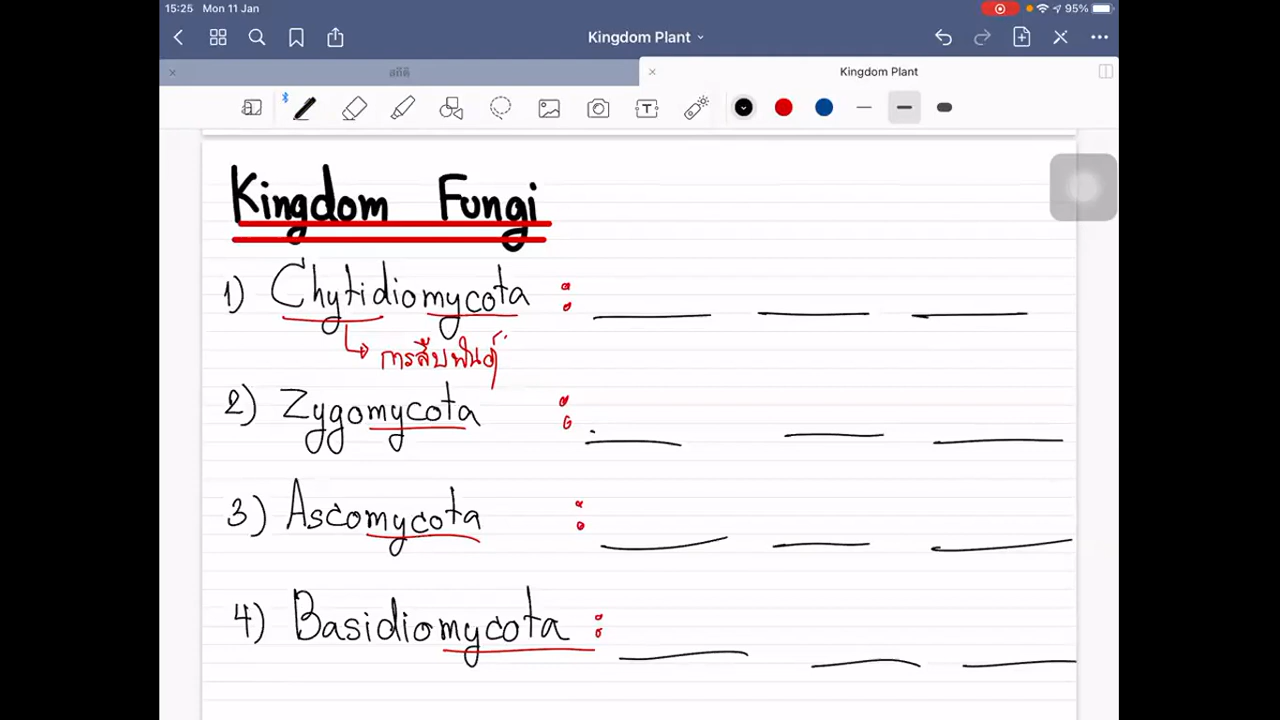 15:25 Mon 11 Jan 95%
Kingdom Plant
สถิติ Kingdom Plant
Kingdom Fungi
1) Chytidiomycota :
การสืบพันธุ์
2) Zygomycota :
3) Ascomycota :
4) Basidiomycota :